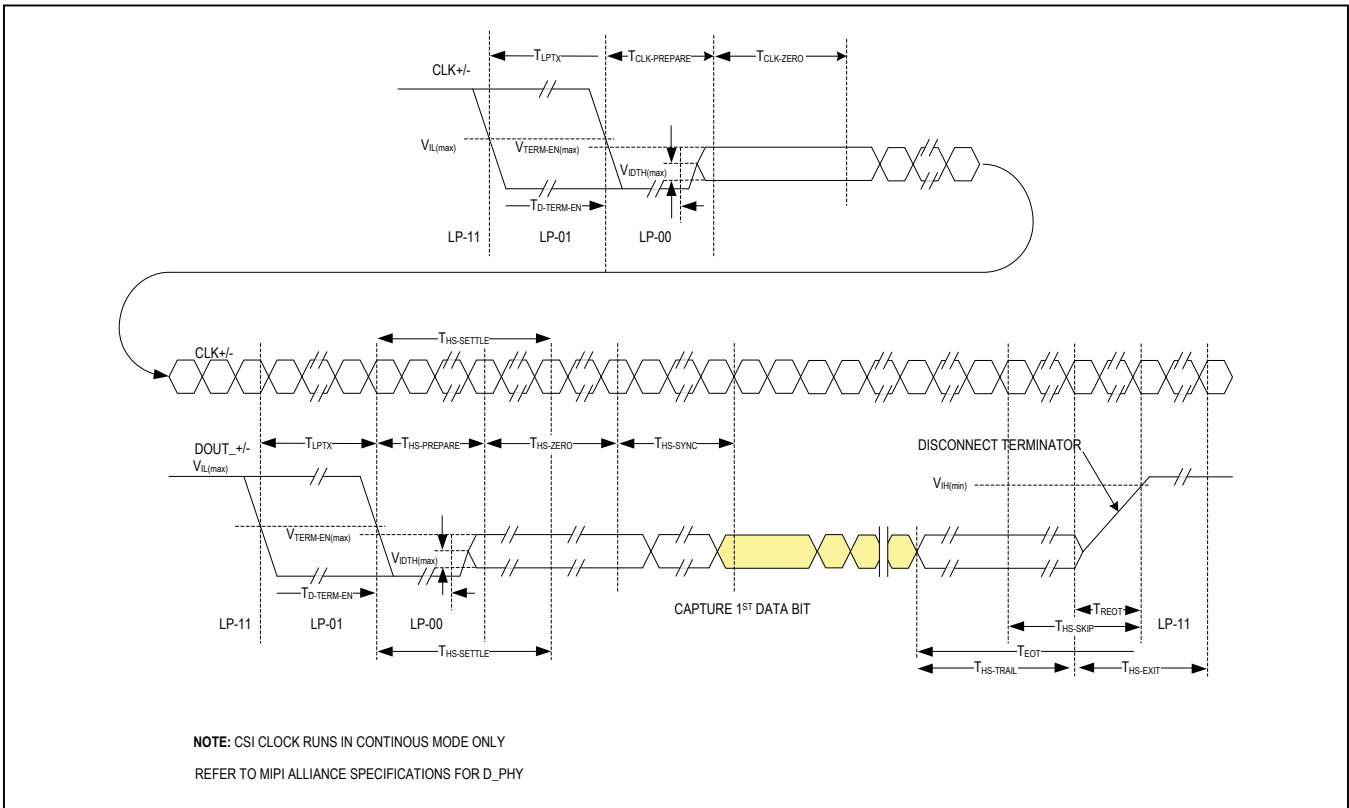 TLPTX TCLK-PREPARE TCLK-ZERO
CLK+/-
VIL(max) VTERM-EN(max)
VIDTH(max)
TD-TERM-EN
LP-11 LP-01 LP-00
THS-SETTLE
CLK+/-
TLPTX THS-PREPARE THS-ZERO THS-SYNC
DOUT_+/-
DISCONNECT TERMINATOR
VIL(max)
VIH(min)
VTERM-EN(max)
VIDTH(max)
TD-TERM-EN
CAPTURE 1ST DATA BIT
TREOT
LP-11 LP-01 LP-00
THS-SKIP LP-11
THS-SETTLE
TEOT
THS-TRAIL THS-EXIT
NOTE: CSI CLOCK RUNS IN CONTINOUS MODE ONLY
REFER TO MIPI ALLIANCE SPECIFICATIONS FOR D_PHY